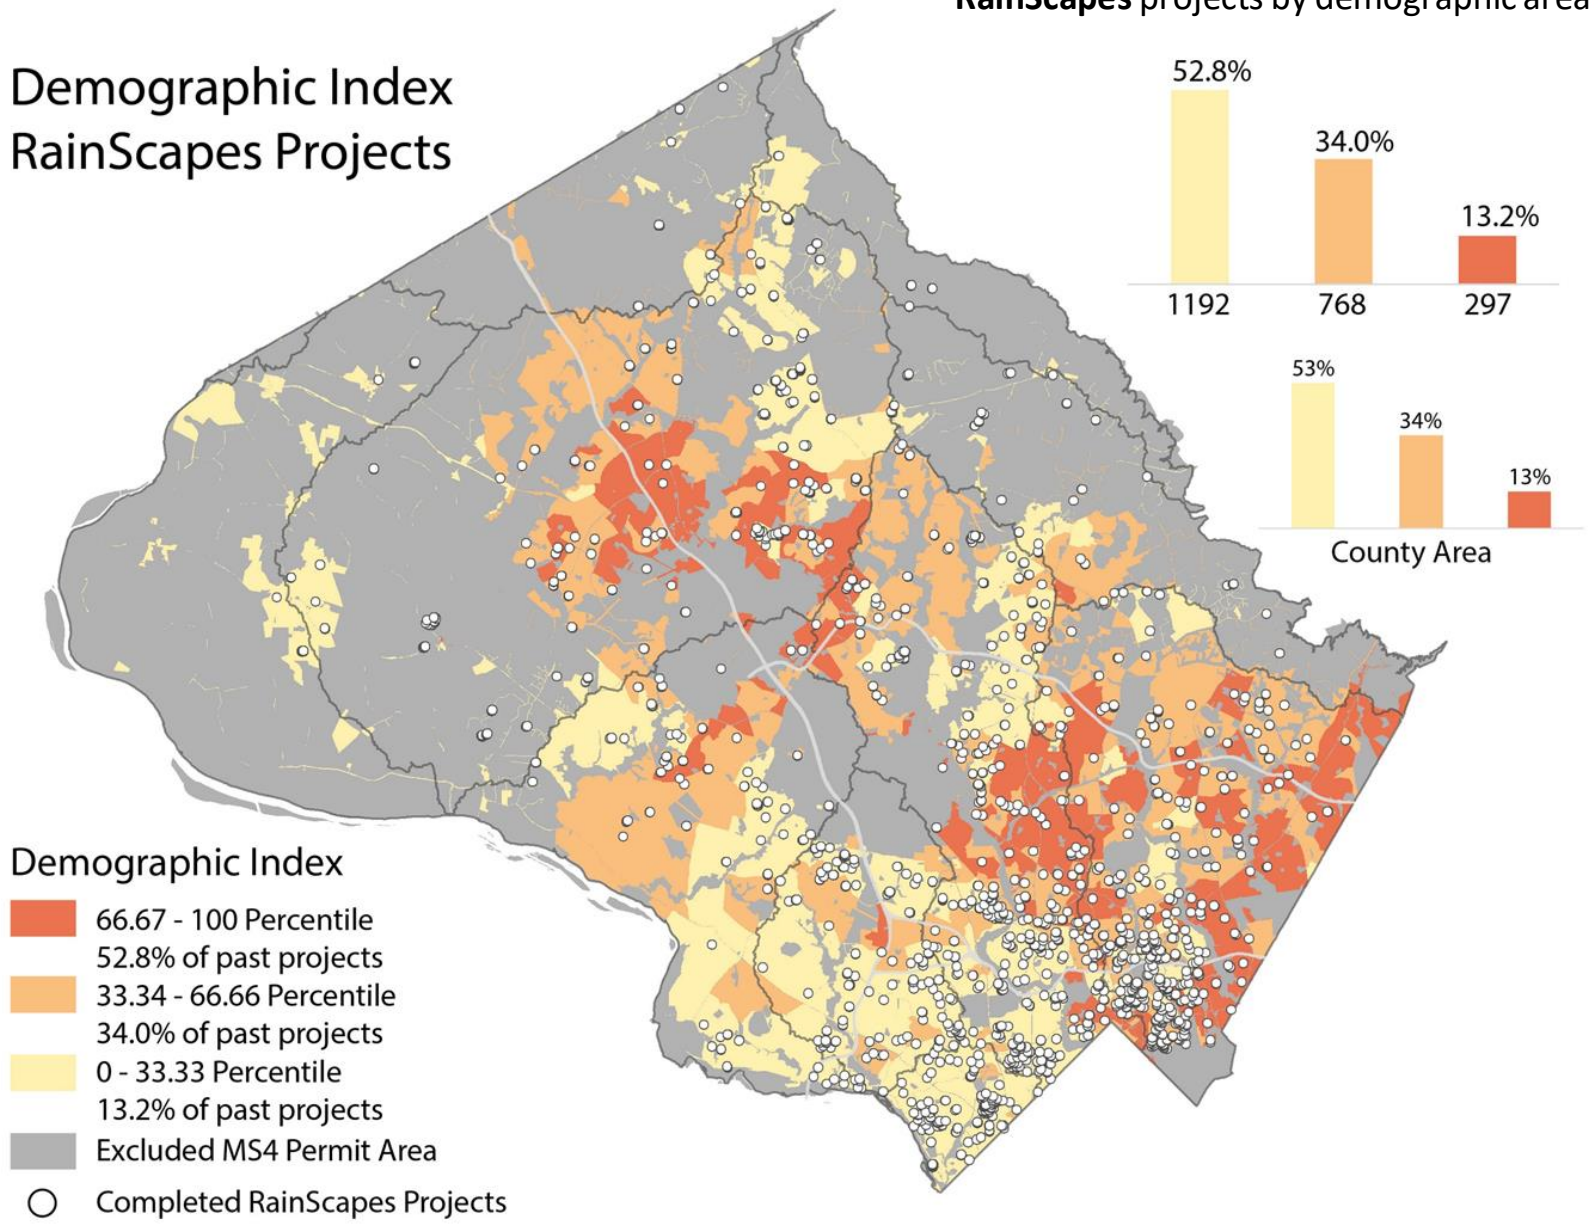 RainScapes projects by demographic area
Demographic Index
RainScapes Projects
52.8%
34.0%
13.2%
1192
768
297
53%
34%
13%
County Area
Demographic Index
66.67 - 100 Percentile
52.8% of past projects
33.34 - 66.66 Percentile
34.0% of past projects
0 - 33.33 Percentile
13.2% of past projects
Excluded MS4 Permit Area
Completed RainScapes Projects